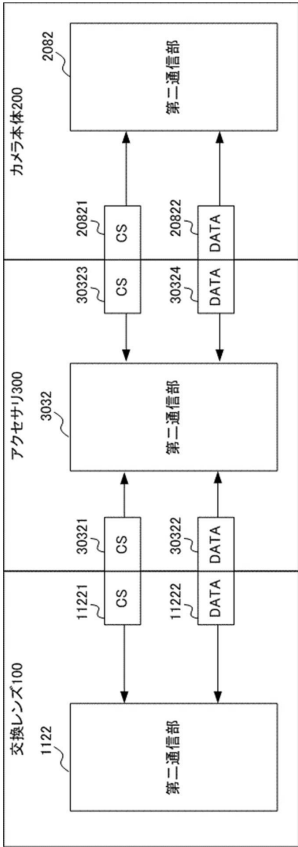 交換レンズ100
アクセサリ300
カメラ本体200
1122
3032
2082
11221
30321
30323
20821
CS
CS
CS
CS
第二通信部
第二通信部
第二通信部
11222
30322
30324
20822
DATA
DATA
DATA
DATA